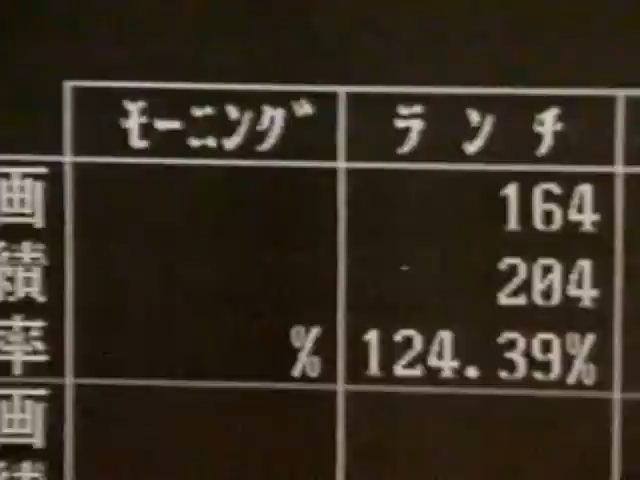 ﾓｰﾆﾝｸﾞ ラ ン チ
画 164
績 204
率 % 124.39%
画